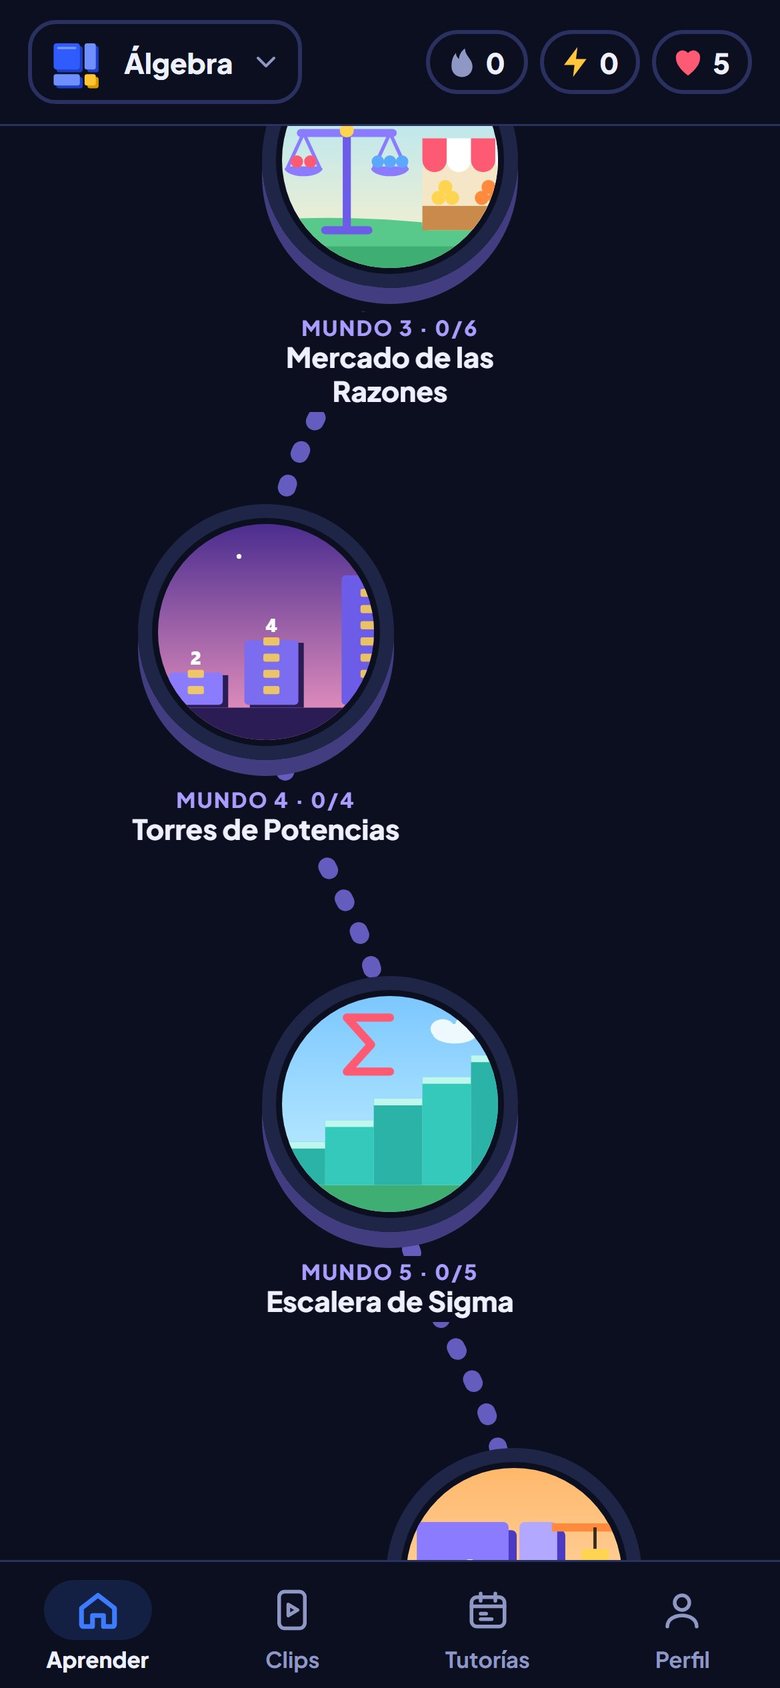 Álgebra
0
0
5
MUNDO 3 · 0/6
Mercado de las
Razones
4
2
MUNDO 4 · 0/4
Torres de Potencias
Σ
MUNDO 5 · 0/5
Escalera de Sigma
Aprender
Clips
Tutorías
Perfil